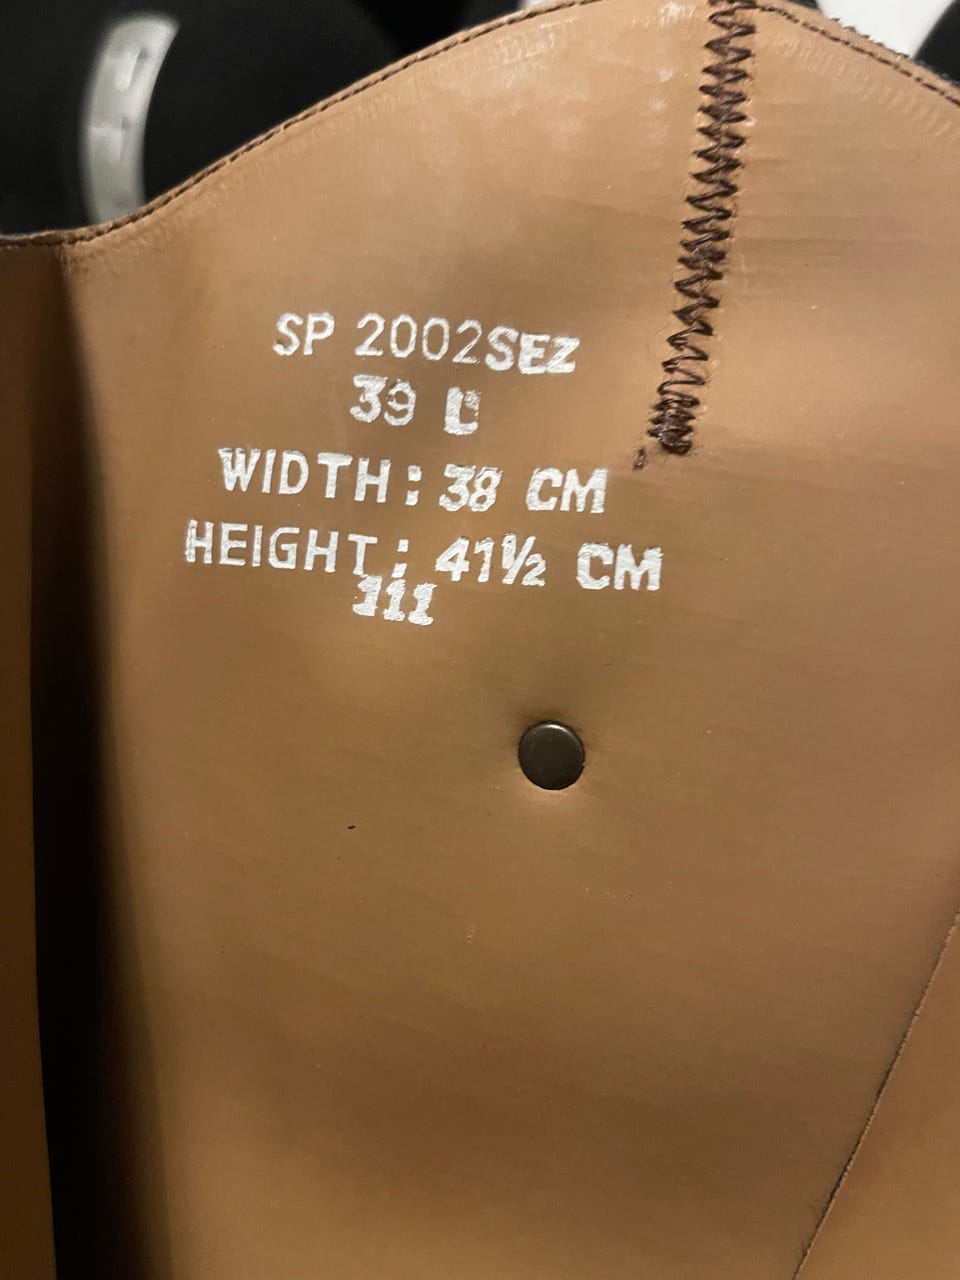 SP 2002SEZ
39
WIDTH: 38 CM
HEIGHT: 41½ CM